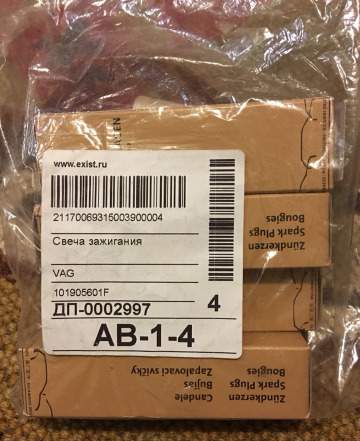 www.exist.ru
21170069315003900004
Свеча зажигания
VAG
101905601F
4
ДП-0002997
АВ-1-4
Zündkerzen
Spark Plugs
Bougies
Zündkerzen
Spark Plugs
Bougies
Candele
Bujías
Zapalovací svíčky